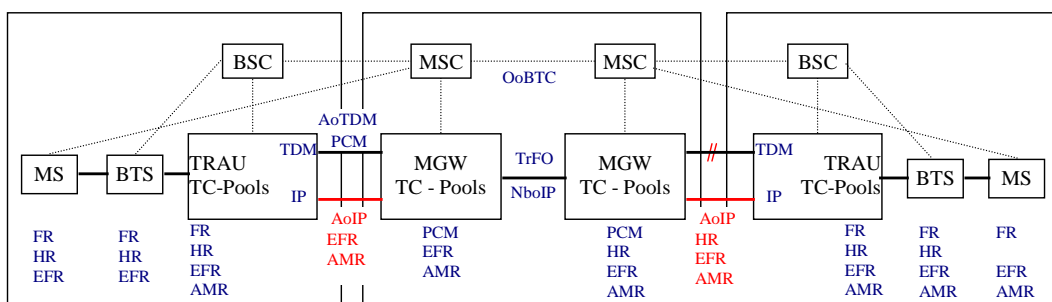 BSC
MSC
MSC
BSC
OoBTC
AoTDM
PCM
MS
BTS
TRAU
TC-Pools
TDM
IP
MGW
TC - Pools
TrFO
NboIP
MGW
TC - Pools
//
TDM
IP
TRAU
TC-Pools
BTS
MS
FR
HR
EFR
FR
HR
EFR
FR
HR
EFR
AMR
AoIP
EFR
AMR
PCM
EFR
AMR
PCM
HR
EFR
AMR
AoIP
HR
EFR
AMR
FR
HR
EFR
AMR
FR
HR
EFR
AMR
FR
EFR
AMR